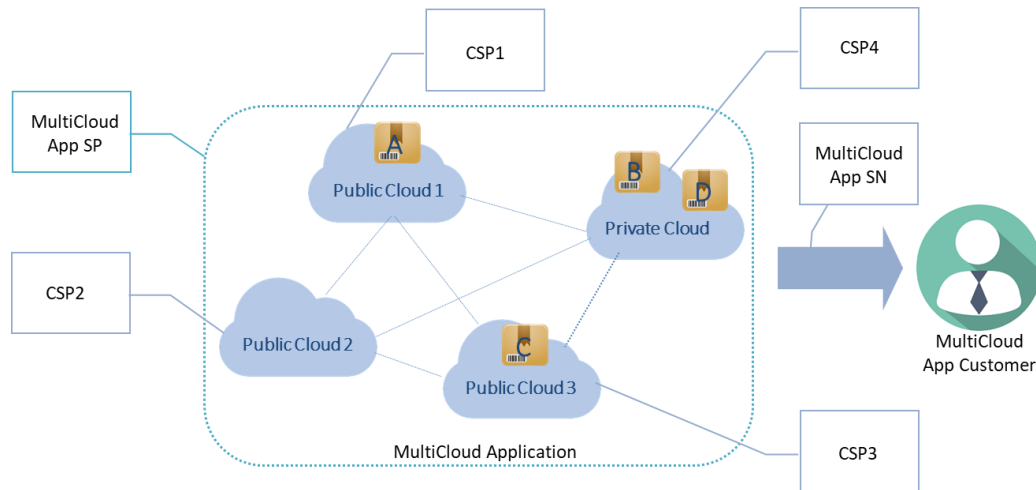 CSP1
CSP4
MultiCloud
App SP
A
Public Cloud 1
B
D
Private Cloud
MultiCloud
App SN
CSP2
Public Cloud 2
C
Public Cloud 3
MultiCloud
App Customer
MultiCloud Application
CSP3